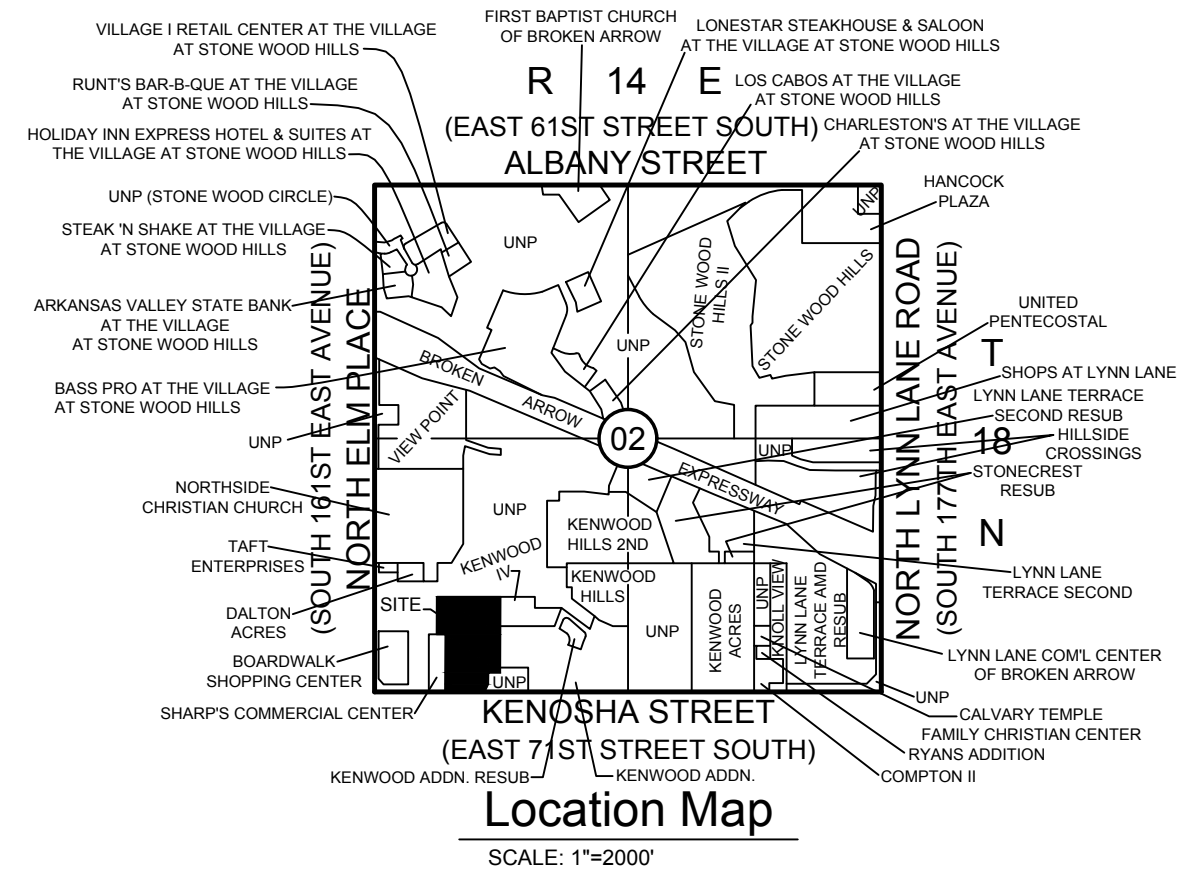 FIRST BAPTIST CHURCH
OF BROKEN ARROW
LONESTAR STEAKHOUSE & SALOON
AT THE VILLAGE AT STONE WOOD HILLS
VILLAGE I RETAIL CENTER AT THE VILLAGE
AT STONE WOOD HILLS
R 14 E
LOS CABOS AT THE VILLAGE
AT STONE WOOD HILLS
RUNT'S BAR-B-QUE AT THE VILLAGE
AT STONE WOOD HILLS
(EAST 61ST STREET SOUTH)
CHARLESTON'S AT THE VILLAGE
AT STONE WOOD HILLS
HOLIDAY INN EXPRESS HOTEL & SUITES AT
THE VILLAGE AT STONE WOOD HILLS
ALBANY STREET
UNP (STONE WOOD CIRCLE)
HANCOCK
PLAZA
UNP
STEAK 'N SHAKE AT THE VILLAGE
AT STONE WOOD HILLS
UNP
STONE WOOD
HILLS II
STONE WOOD HILLS
ARKANSAS VALLEY STATE BANK
AT THE VILLAGE
AT STONE WOOD HILLS
(SOUTH 161ST EAST AVENUE)
NORTH ELM PLACE
NORTH LYNN LANE ROAD
(SOUTH 177TH EAST AVENUE)
UNITED
PENTECOSTAL
UNP
T
BROKEN
ARROW
EXPRESSWAY
SHOPS AT LYNN LANE
BASS PRO AT THE VILLAGE
AT STONE WOOD HILLS
LYNN LANE TERRACE
SECOND RESUB
UNP
VIEW POINT
02
UNP
18
HILLSIDE
CROSSINGS
STONECREST
RESUB
NORTHSIDE
CHRISTIAN CHURCH
UNP
KENWOOD
HILLS 2ND
N
TAFT
ENTERPRISES
KENWOOD
IV
KENWOOD
HILLS
LYNN LANE
TERRACE SECOND
DALTON
ACRES
SITE
UNP
KENWOOD
ACRES
UNP
KNOLL VIEW
LYNN LANE
TERRACE AMD
RESUB
BOARDWALK
SHOPPING CENTER
UNP
LYNN LANE COM'L CENTER
OF BROKEN ARROW
UNP
SHARP'S COMMERCIAL CENTER
KENOSHA STREET
CALVARY TEMPLE
FAMILY CHRISTIAN CENTER
(EAST 71ST STREET SOUTH)
RYANS ADDITION
KENWOOD ADDN. RESUB
KENWOOD ADDN.
COMPTON II
Location Map
SCALE: 1"=2000'